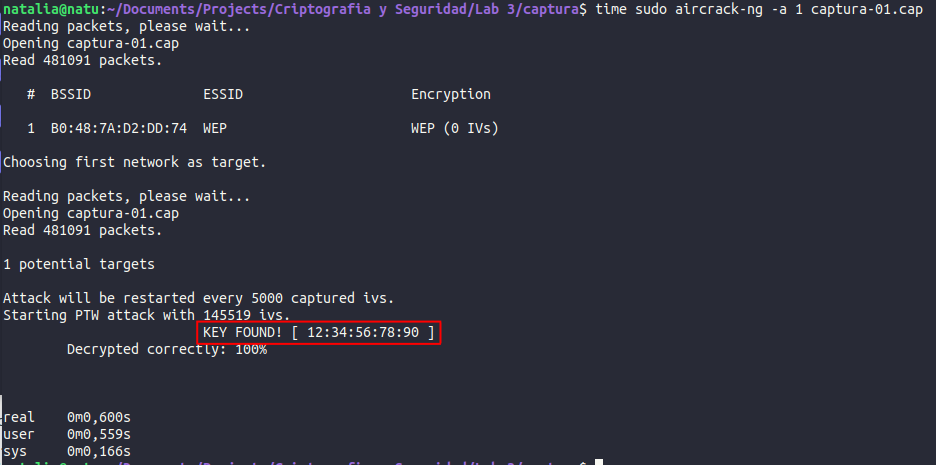 natalia@natu:~/Documents/Projects/Criptografia y Seguridad/Lab 3/captura$ time sudo aircrack-ng -a 1 captura-01.cap
Reading packets, please wait...
Opening captura-01.cap
Read 481091 packets.
# BSSID ESSID Encryption
1 B0:48:7A:D2:DD:74 WEP WEP (0 IVs)
Choosing first network as target.
Reading packets, please wait...
Opening captura-01.cap
Read 481091 packets.
1 potential targets
Attack will be restarted every 5000 captured ivs.
Starting PTW attack with 145519 ivs.
KEY FOUND! [ 12:34:56:78:90 ]
Decrypted correctly: 100%
real 0m0,600s
user 0m0,559s
sys 0m0,166s